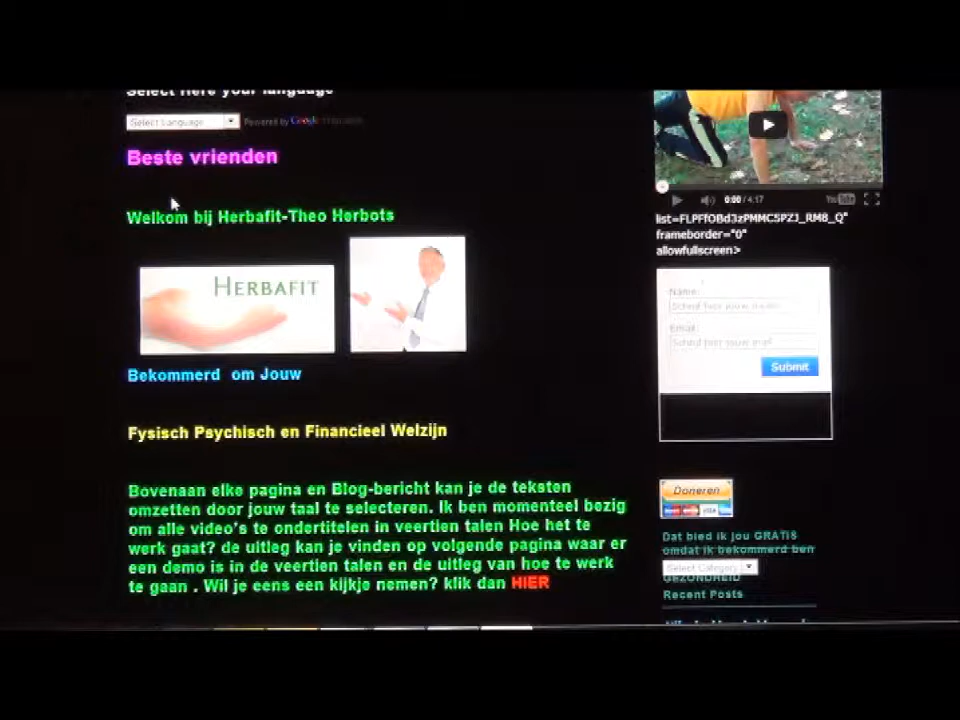 Select Here your language
Select Language
Powered by Google Translate
Beste vrienden
Welkom bij Herbafit-Theo Herbots
HERBAFIT
Bekommerd om Jouw
Fysisch Psychisch en Financieel Welzijn
Bovenaan elke pagina en Blog-bericht kan je de teksten
omzetten door jouw taal te selecteren. Ik ben momenteel bezig
om alle video's te ondertitelen in veertien talen Hoe het te
werk gaat? de uitleg kan je vinden op volgende pagina waar er
een demo is in de veertien talen en de uitleg van hoe te werk
te gaan . Wil je eens een kijkje nemen? klik dan HIER
0:00 / 4:17
YouTube
frameborder="0"
allowfullscreen>
Name:
Email:
Submit
Doneren
VISA
Dat bied ik jou GRATIS
omdat ik bekommerd ben
Select Category
GEZONDHEID
Recent Posts